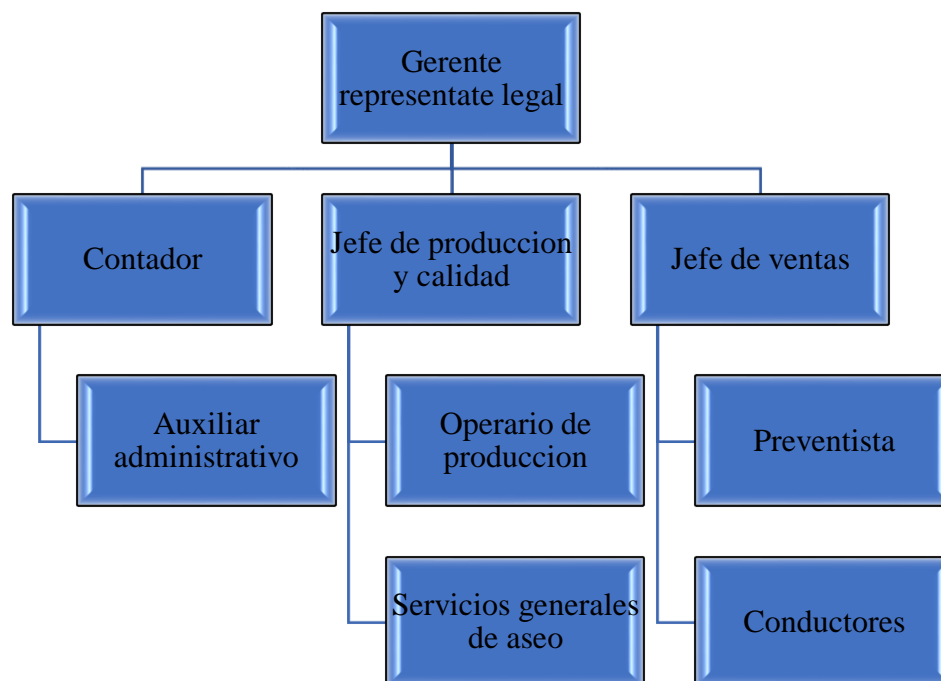 Gerente
representate legal
Contador
Jefe de produccion
y calidad
Jefe de ventas
Auxiliar
administrativo
Operario de
produccion
Preventista
Servicios generales
de aseo
Conductores